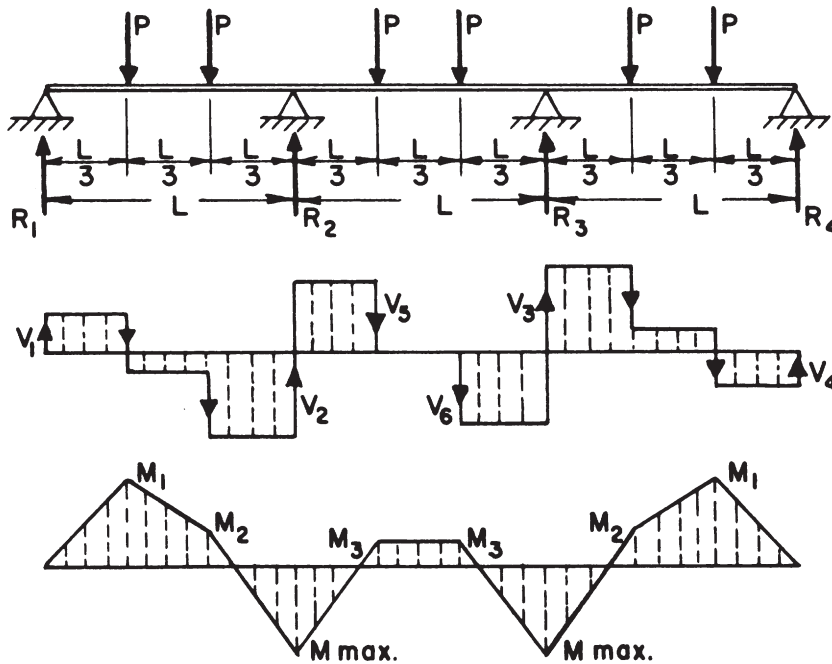 P P P P P P
L/3 L/3 L/3 L/3 L/3 L/3 L/3 L/3 L/3
L L L
R1 R2 R3 R4
V5 V3
V1 V4
V2 V6
M1 M1
M2 M3 M3 M2
M max. M max.